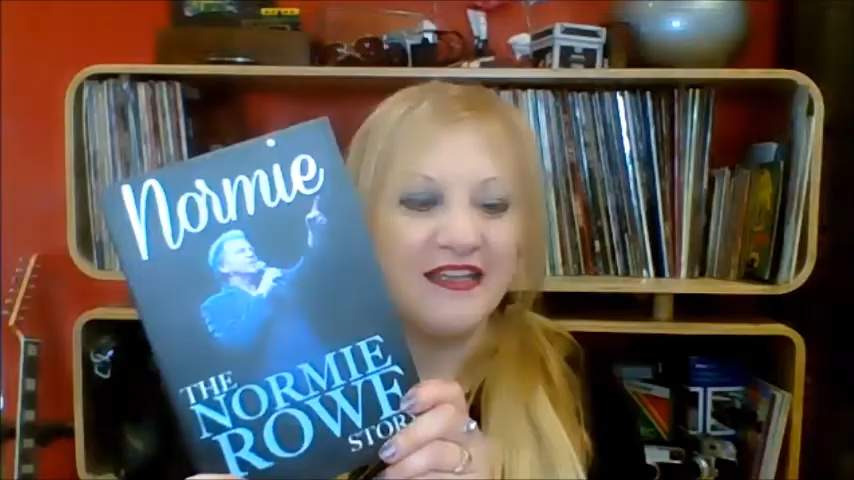 Normie
THE
NORMIE
ROWE
STORY